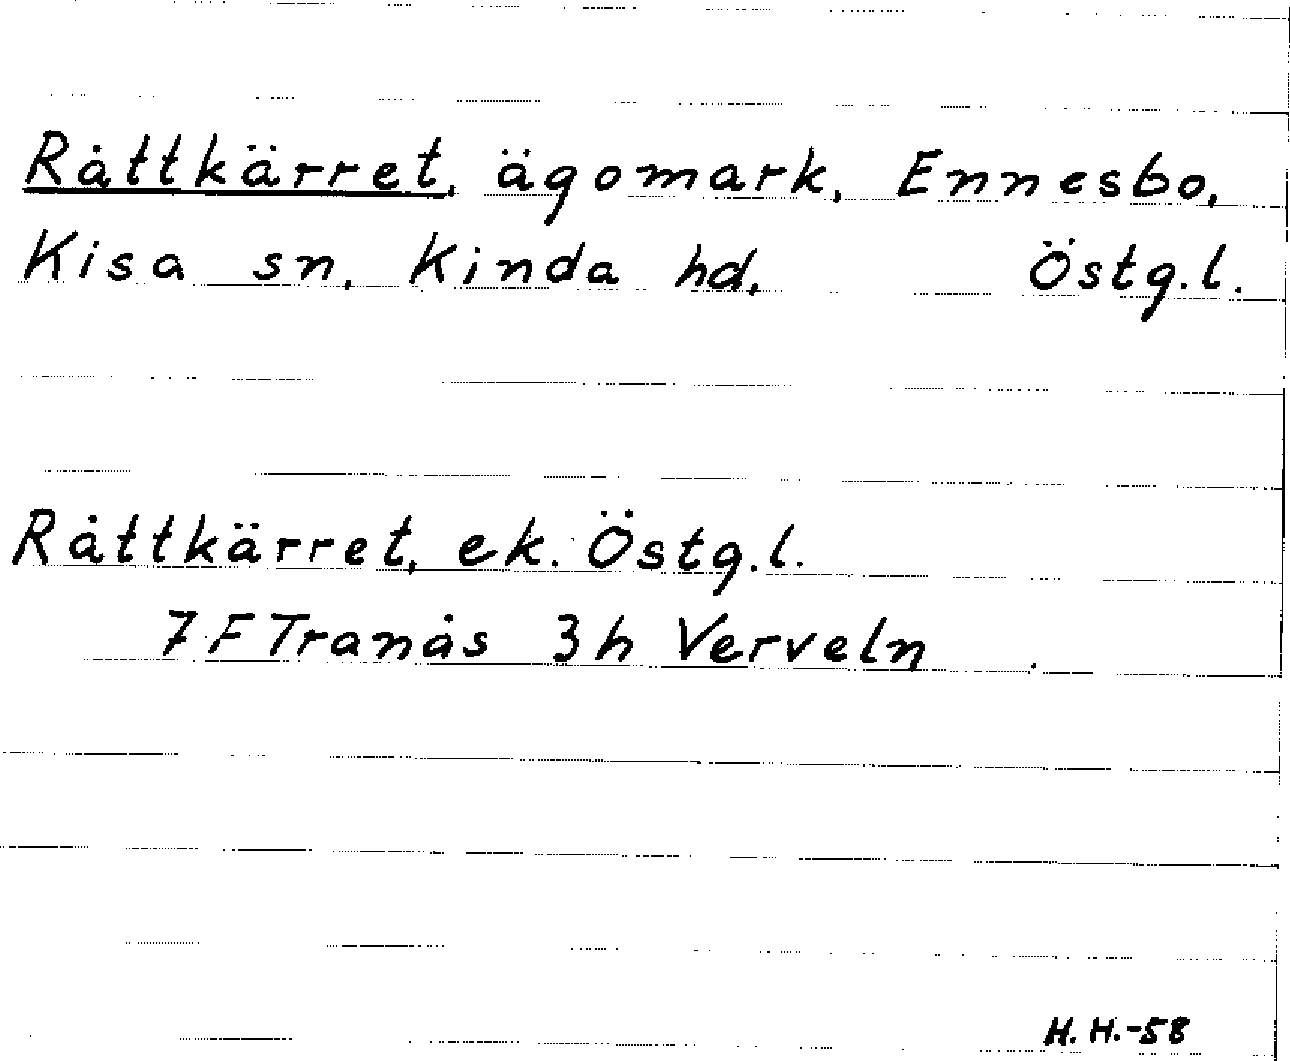 Råttkärret, ägomark, Ennesbo,
Kisa sn, Kinda hd, Östg.l.
Råttkärret, ek. Östg.l.
7 F Tranås 3 h Verveln
H. H.-58